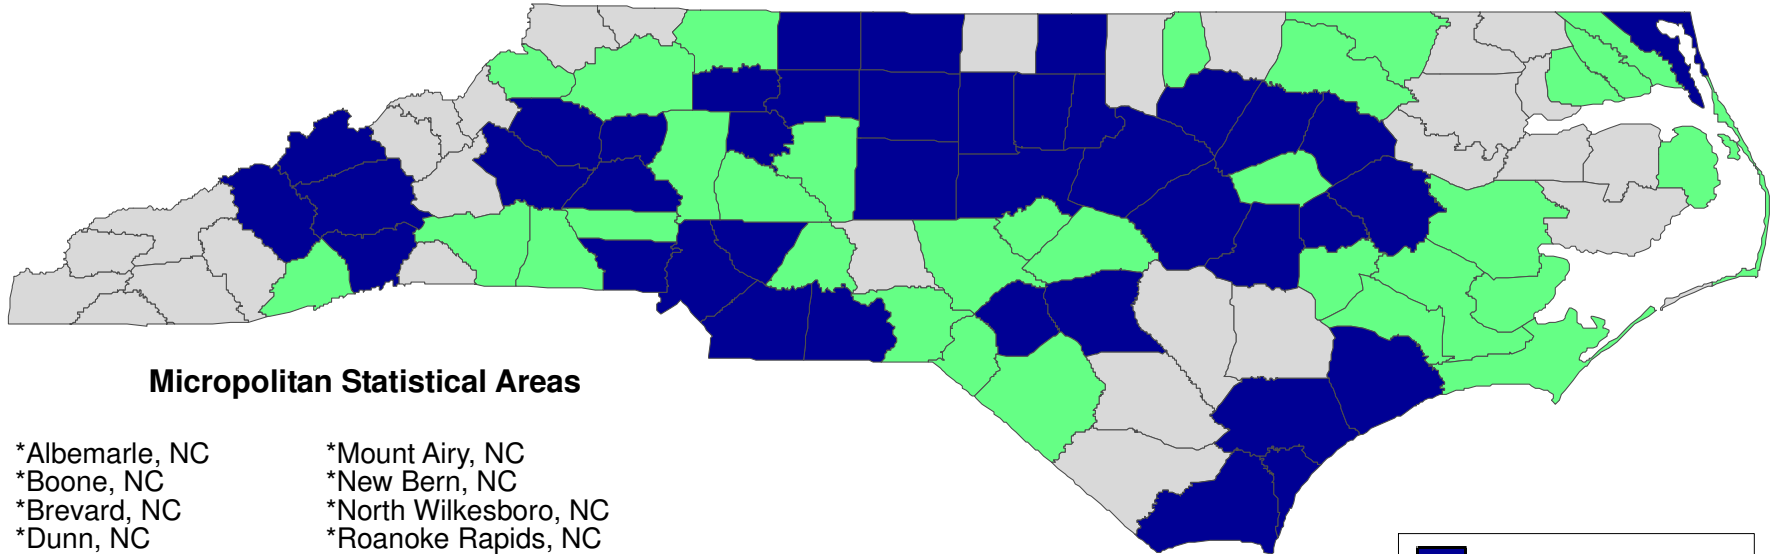 Micropolitan Statistical Areas
*Albemarle, NC
*Boone, NC
*Brevard, NC
*Dunn, NC
*Mount Airy, NC
*New Bern, NC
*North Wilkesboro, NC
*Roanoke Rapids, NC